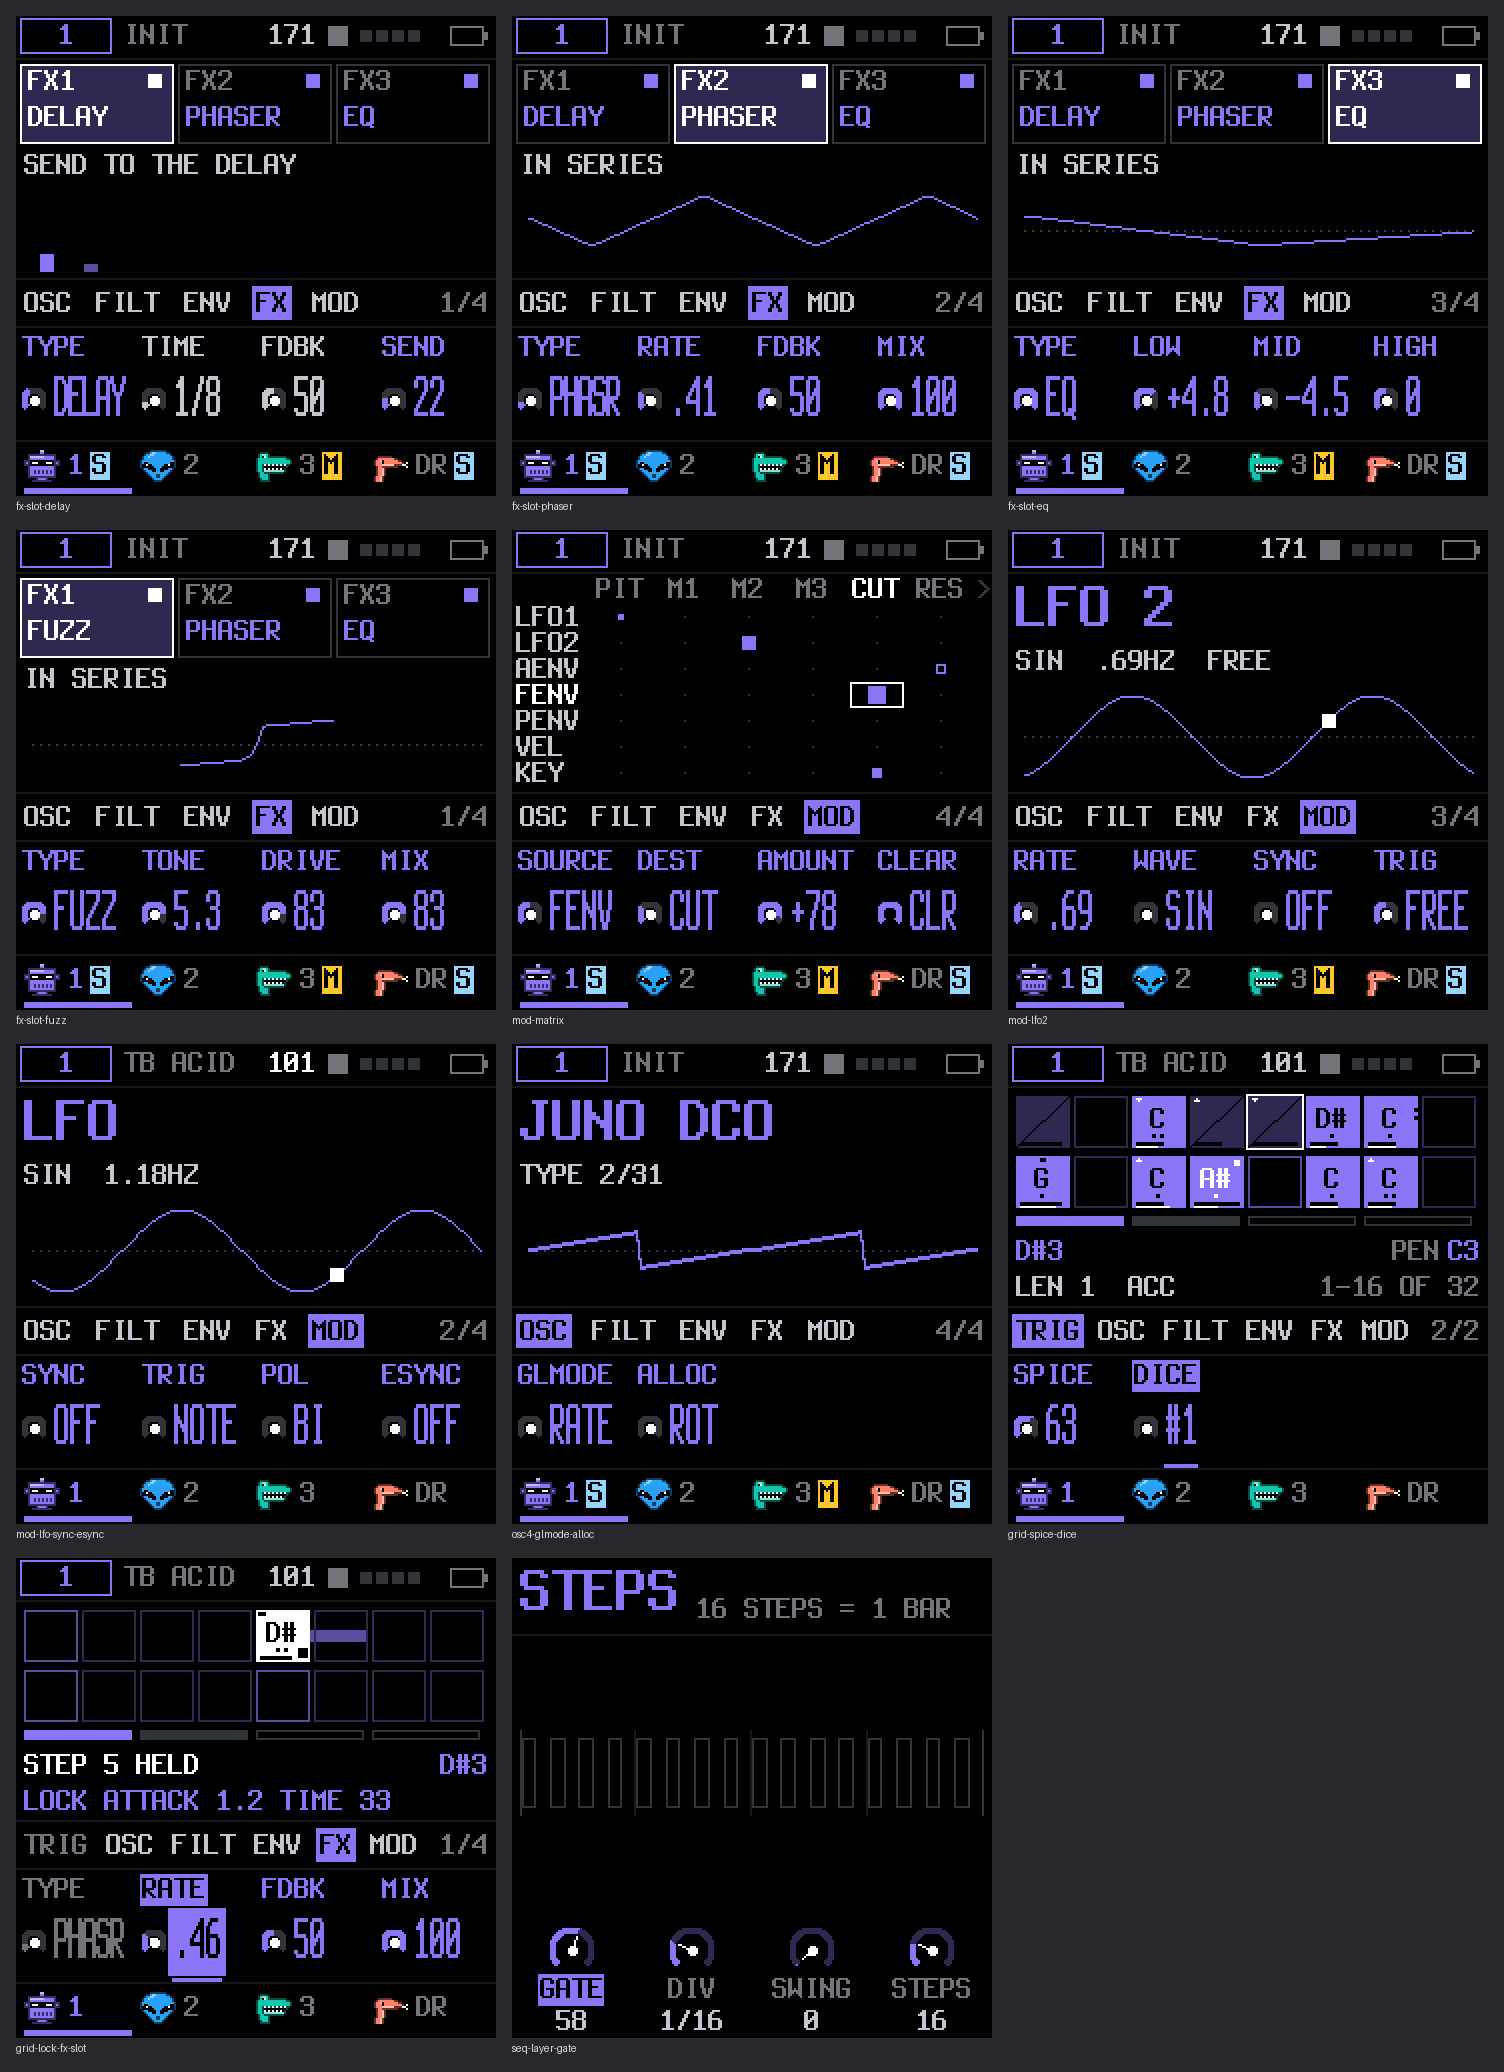 1 INIT 171
FX1 FX2 FX3
DELAY PHASER EQ
SEND TO THE DELAY
OSC FILT ENV FX MOD 1/4
TYPE TIME FDBK SEND
DELAY 1/8 50 22
1 S 2 3 M DR S
fx-slot-delay
1 INIT 171
FX1 FX2 FX3
DELAY PHASER EQ
IN SERIES
OSC FILT ENV FX MOD 2/4
TYPE RATE FDBK MIX
PHASR .41 50 100
1 S 2 3 M DR S
fx-slot-phaser
1 INIT 171
FX1 FX2 FX3
DELAY PHASER EQ
IN SERIES
OSC FILT ENV FX MOD 3/4
TYPE LOW MID HIGH
EQ +4.8 -4.5 0
1 S 2 3 M DR S
fx-slot-eq
1 INIT 171
FX1 FX2 FX3
FUZZ PHASER EQ
IN SERIES
OSC FILT ENV FX MOD 1/4
TYPE TONE DRIVE MIX
FUZZ 5.3 83 83
1 S 2 3 M DR S
fx-slot-fuzz
1 INIT 171
PIT M1 M2 M3 CUT RES >
LFO1
LFO2
AENV
FENV
PENV
VEL
KEY
OSC FILT ENV FX MOD 4/4
SOURCE DEST AMOUNT CLEAR
FENV CUT +78 CLR
1 S 2 3 M DR S
mod-matrix
1 INIT 171
LFO 2
SIN .69HZ FREE
OSC FILT ENV FX MOD 3/4
RATE WAVE SYNC TRIG
.69 SIN OFF FREE
1 S 2 3 M DR S
mod-lfo2
1 TB ACID 101
LFO
SIN 1.18HZ
OSC FILT ENV FX MOD 2/4
SYNC TRIG POL ESYNC
OFF NOTE BI OFF
1 2 3 DR
mod-lfo-sync-esync
1 INIT 171
JUNO DCO
TYPE 2/31
OSC FILT ENV FX MOD 4/4
GLMODE ALLOC
RATE ROT
1 S 2 3 M DR S
osc4-glmode-alloc
1 TB ACID 101
C D# C
G C A# C C
D#3 PEN C3
LEN 1 ACC 1-16 OF 32
TRIG OSC FILT ENV FX MOD 2/2
SPICE DICE
63 #1
1 2 3 DR
grid-spice-dice
1 TB ACID 101
D#
STEP 5 HELD D#3
LOCK ATTACK 1.2 TIME 33
TRIG OSC FILT ENV FX MOD 1/4
TYPE RATE FDBK MIX
PHASR .46 50 100
1 2 3 DR
grid-lock-fx-slot
STEPS 16 STEPS = 1 BAR
GATE DIV SWING STEPS
58 1/16 0 16
seq-layer-gate